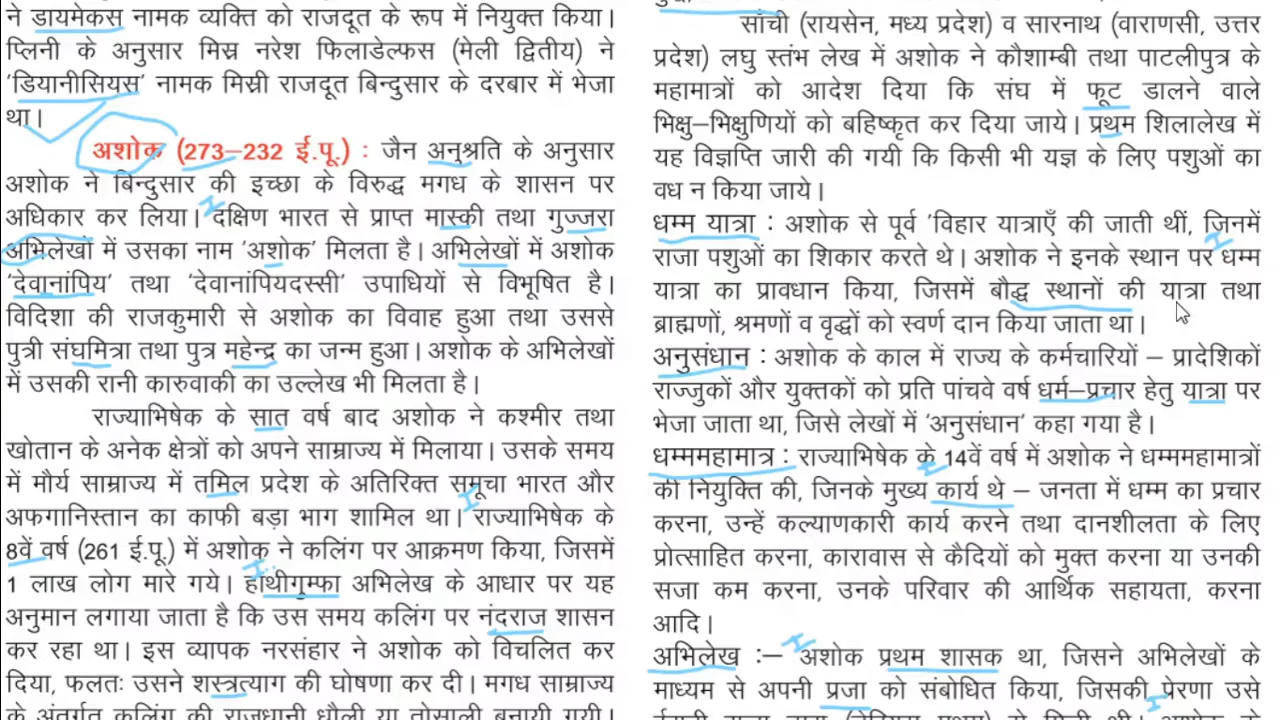 ने डायमेकस नामक व्यक्ति को राजदूत के रूप में नियुक्त किया।
प्लिनी के अनुसार मिस्र नरेश फिलाडेल्फस (मेली द्वितीय) ने
'डियानीसियस' नामक मिस्री राजदूत बिन्दुसार के दरबार में भेजा
था।
अशोक (273–232 ई.पू.) : जैन अनुश्रति के अनुसार
अशोक ने बिन्दुसार की इच्छा के विरुद्ध मगध के शासन पर
अधिकार कर लिया। दक्षिण भारत से प्राप्त मास्की तथा गुज्जरा
अभिलेखों में उसका नाम 'अशोक' मिलता है। अभिलेखों में अशोक
'देवानांपिय' तथा 'देवानांपियदस्सी' उपाधियों से विभूषित है।
विदिशा की राजकुमारी से अशोक का विवाह हुआ तथा उससे
पुत्री संघमित्रा तथा पुत्र महेन्द्र का जन्म हुआ। अशोक के अभिलेखों
में उसकी रानी कारुवाकी का उल्लेख भी मिलता है।
राज्याभिषेक के सात वर्ष बाद अशोक ने कश्मीर तथा
खोतान के अनेक क्षेत्रों को अपने साम्राज्य में मिलाया। उसके समय
में मौर्य साम्राज्य में तमिल प्रदेश के अतिरिक्त समूचा भारत और
अफगानिस्तान का काफी बड़ा भाग शामिल था। राज्याभिषेक के
8वें वर्ष (261 ई.पू.) में अशोक ने कलिंग पर आक्रमण किया, जिसमें
1 लाख लोग मारे गये। हाथीगुम्फा अभिलेख के आधार पर यह
अनुमान लगाया जाता है कि उस समय कलिंग पर नंदराज शासन
कर रहा था। इस व्यापक नरसंहार ने अशोक को विचलित कर
दिया, फलतः उसने शस्त्रत्याग की घोषणा कर दी। मगध साम्राज्य
के अंतर्गत कलिंग की राजधानी धौली या तोसाली बनायी गयी।
सांची (रायसेन, मध्य प्रदेश) व सारनाथ (वाराणसी, उत्तर
प्रदेश) लघु स्तंभ लेख में अशोक ने कौशाम्बी तथा पाटलीपुत्र के
महामात्रों को आदेश दिया कि संघ में फूट डालने वाले
भिक्षु–भिक्षुणियों को बहिष्कृत कर दिया जाये। प्रथम शिलालेख में
यह विज्ञप्ति जारी की गयी कि किसी भी यज्ञ के लिए पशुओं का
वध न किया जाये।
धम्म यात्रा : अशोक से पूर्व 'विहार यात्राएँ की जाती थीं, जिनमें
राजा पशुओं का शिकार करते थे। अशोक ने इनके स्थान पर धम्म
यात्रा का प्रावधान किया, जिसमें बौद्ध स्थानों की यात्रा तथा
ब्राह्मणों, श्रमणों व वृद्धों को स्वर्ण दान किया जाता था।
अनुसंधान : अशोक के काल में राज्य के कर्मचारियों – प्रादेशिकों
राज्जुकों और युक्तकों को प्रति पांचवे वर्ष धर्म–प्रचार हेतु यात्रा पर
भेजा जाता था, जिसे लेखों में 'अनुसंधान' कहा गया है।
धम्ममहामात्र : राज्याभिषेक के 14वें वर्ष में अशोक ने धम्ममहामात्रों
की नियुक्ति की, जिनके मुख्य कार्य थे – जनता में धम्म का प्रचार
करना, उन्हें कल्याणकारी कार्य करने तथा दानशीलता के लिए
प्रोत्साहित करना, कारावास से कैदियों को मुक्त करना या उनकी
सजा कम करना, उनके परिवार की आर्थिक सहायता, करना
आदि।
अभिलेख :– अशोक प्रथम शासक था, जिसने अभिलेखों के
माध्यम से अपनी प्रजा को संबोधित किया, जिसकी प्रेरणा उसे